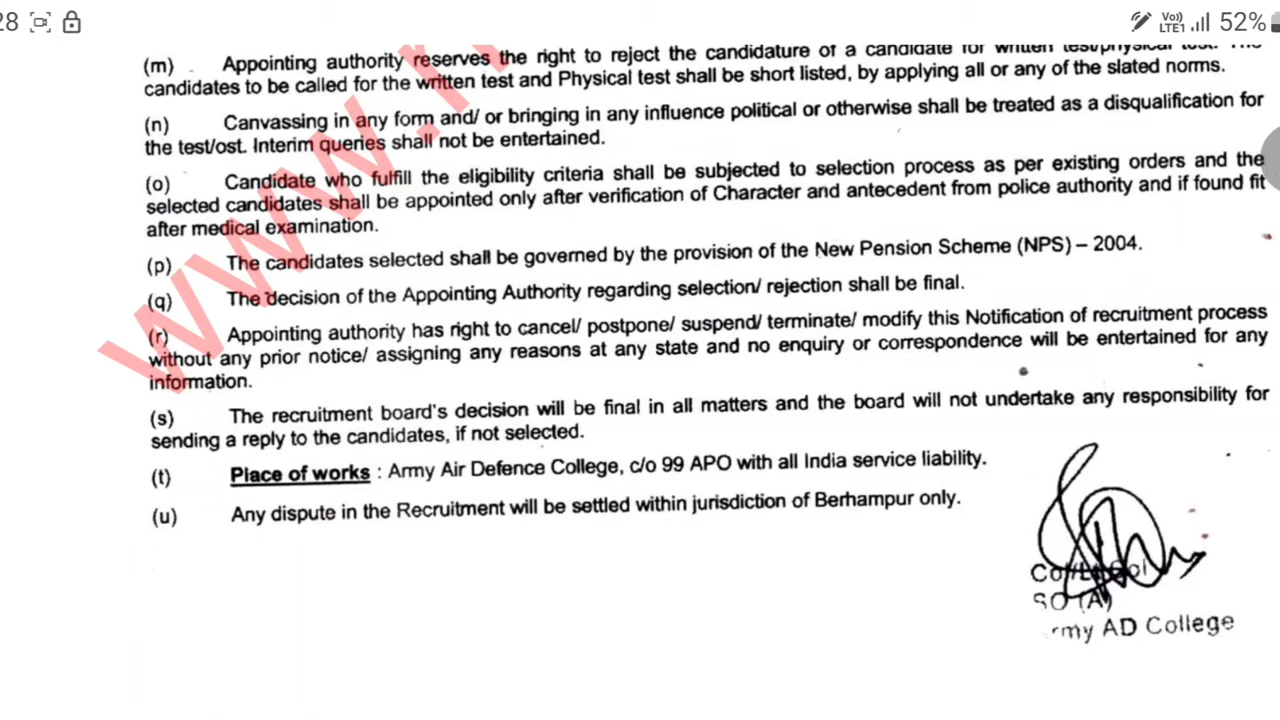 28 Vo)) LTE1 52%
(m) Appointing authority reserves the right to reject the candidature of a candidate for written test/physical test. The
candidates to be called for the written test and Physical test shall be short listed, by applying all or any of the slated norms.
(n) Canvassing in any form and/ or bringing in any influence political or otherwise shall be treated as a disqualification for
the test/ost. Interim queries shall not be entertained.
(o) Candidate who fulfill the eligibility criteria shall be subjected to selection process as per existing orders and the
selected candidates shall be appointed only after verification of Character and antecedent from police authority and if found fit
after medical examination.
(p) The candidates selected shall be governed by the provision of the New Pension Scheme (NPS) – 2004.
(q) The decision of the Appointing Authority regarding selection/ rejection shall be final.
(r) Appointing authority has right to cancel/ postpone/ suspend/ terminate/ modify this Notification of recruitment process
without any prior notice/ assigning any reasons at any state and no enquiry or correspondence will be entertained for any
information.
(s) The recruitment board's decision will be final in all matters and the board will not undertake any responsibility for
sending a reply to the candidates, if not selected.
(t) Place of works : Army Air Defence College, c/o 99 APO with all India service liability.
(u) Any dispute in the Recruitment will be settled within jurisdiction of Berhampur only.
SO (A)
rmy AD College
www.